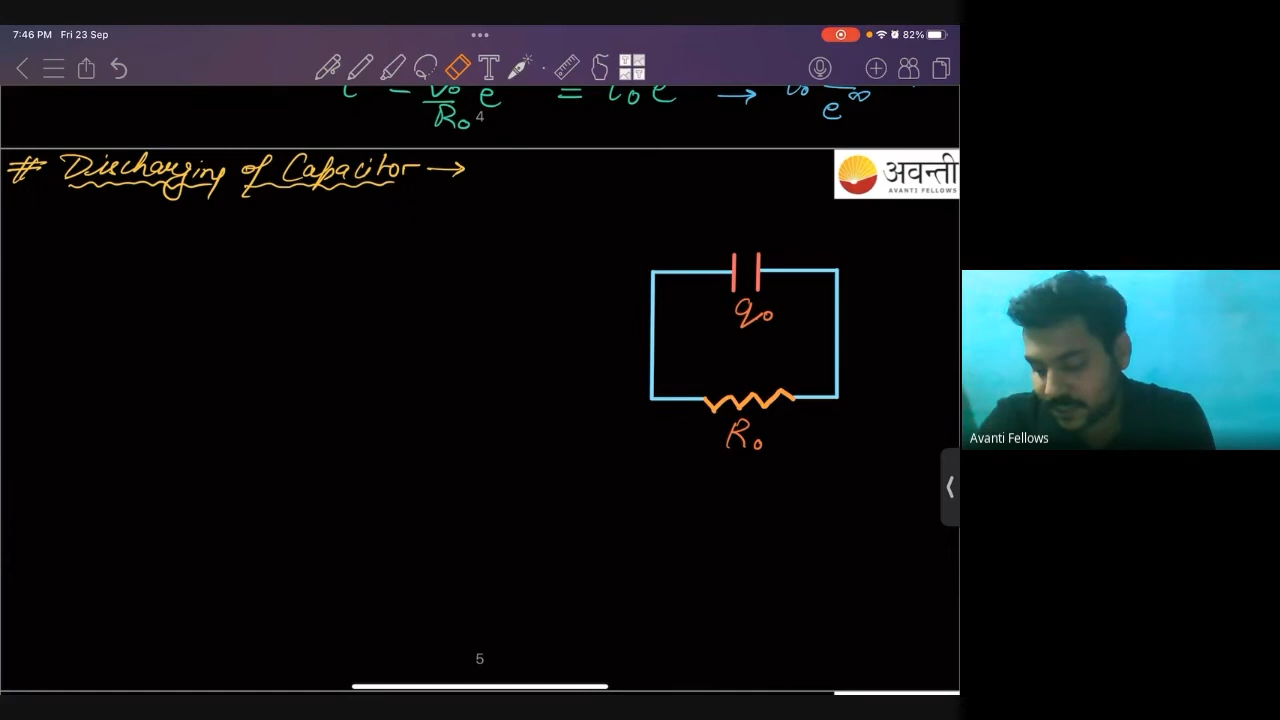 7:46 PM Fri 23 Sep
82%
4
# Discharging of Capacitor →
अवन्ती
AVANTI FELLOWS
q₀
R₀
Avanti Fellows
5